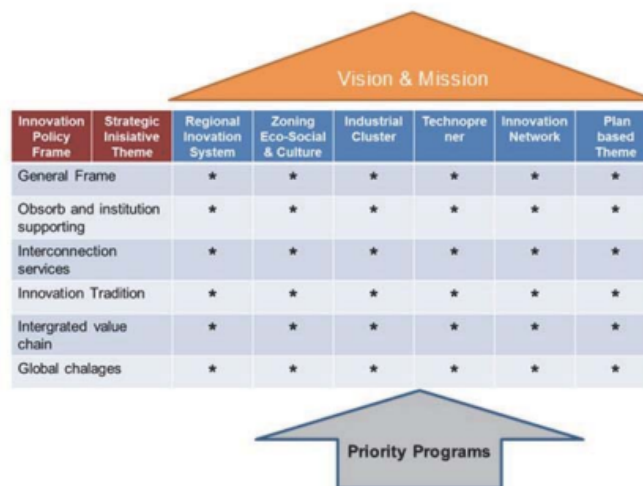 Vision & Mission
Innovation Policy Frame
Strategic Inisiative Theme
Regional Inovation System
Zoning Eco-Social & Culture
Industrial Cluster
Technopre ner
Innovation Network
Plan based Theme
General Frame * * * * * *
Obsorb and institution supporting * * * * * *
Interconnection services * * * * * *
Innovation Tradition * * * * * *
Intergrated value chain * * * * * *
Global chalages * * * * * *
Priority Programs